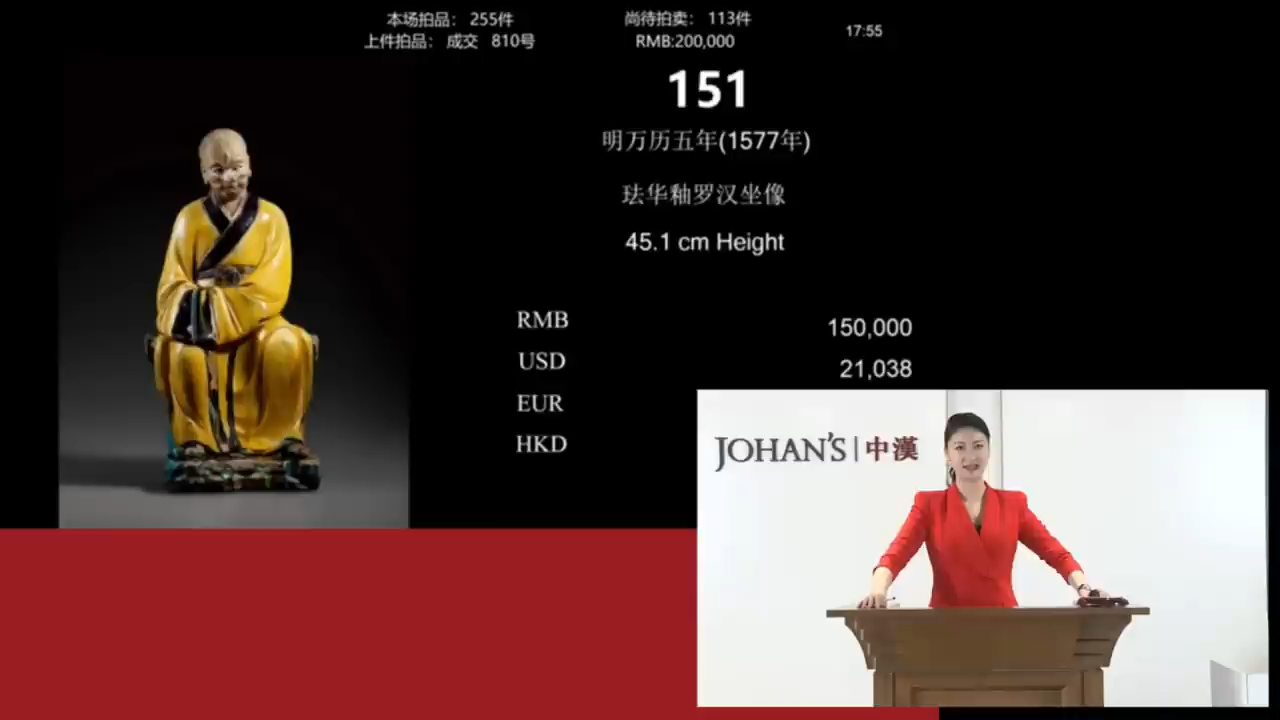 本场拍品： 255件
尚待拍卖： 113件
上件拍品： 成交 810号
RMB:200,000
17:55
151
明万历五年(1577年)
珐华釉罗汉坐像
45.1 cm Height
RMB 150,000
USD 21,038
EUR
HKD
JOHAN'S | 中漢